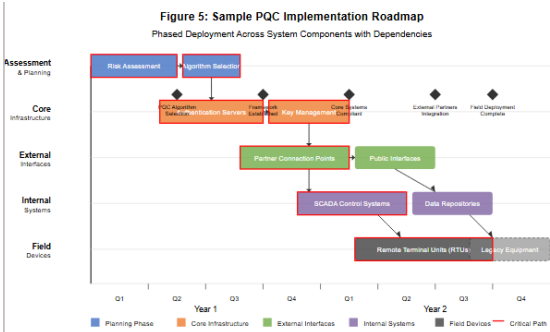 Figure 5: Sample PQC Implementation Roadmap
Phased Deployment Across System Components with Dependencies
Assessment
& Planning
Risk Assessment
Algorithm Selection
PQC Algorithm
Selection
Framework
Established
Core Systems
Compliant
External Partners
Integration
Field Deployment
Complete
Core
Infrastructure
Servers
Key Management
External
Interfaces
Partner Connection Points
Public Interfaces
Internal
Systems
SCADA Control Systems
Data Repositories
Field
Devices
Remote Terminal Units (RTUs
Legacy Equipment
Q1 Q2 Q3 Q4 Q1 Q2 Q3 Q4
Year 1 Year 2
Planning Phase Core Infrastructure External Interfaces Internal Systems Field Devices Critical Path